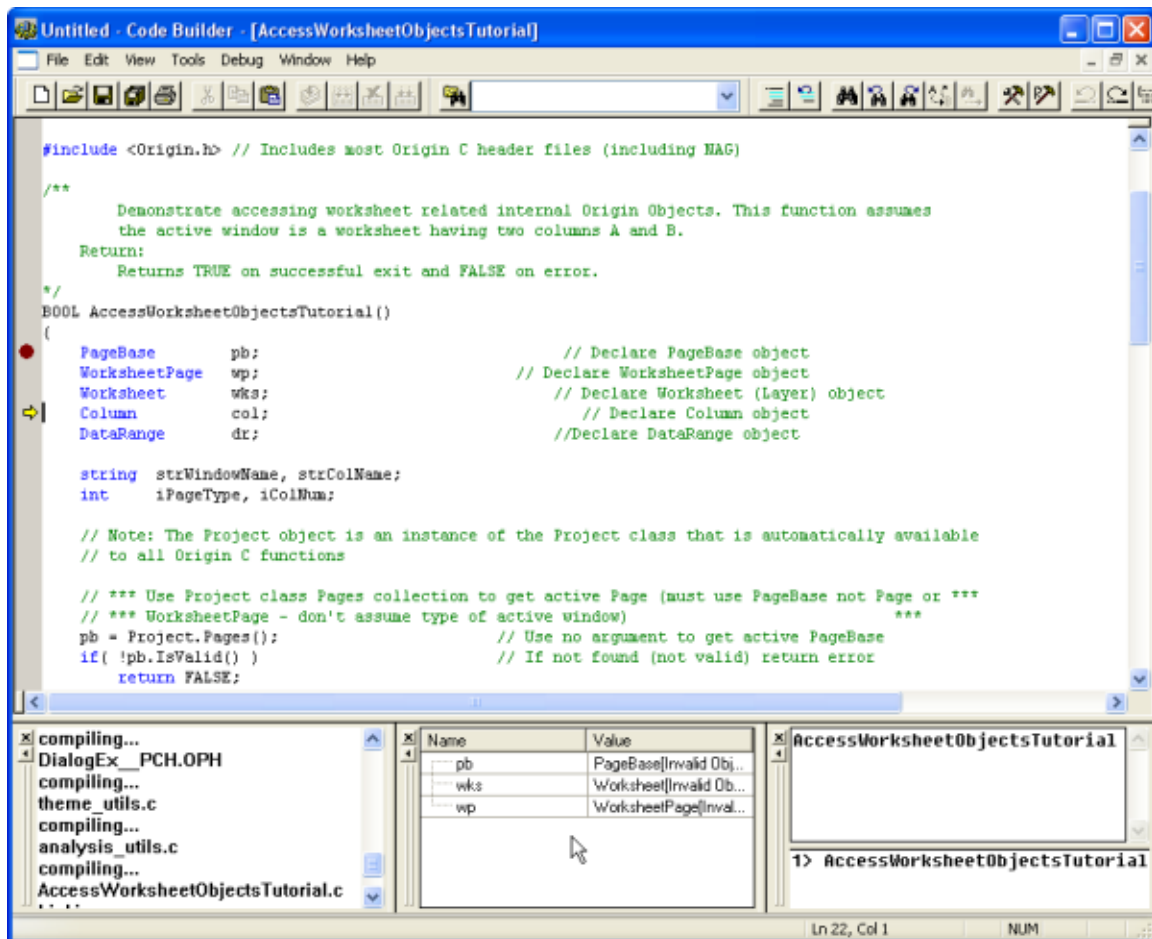 Untitled - Code Builder - [AccessWorksheetObjectsTutorial]
File Edit View Tools Debug Window Help
#include <Origin.h> // Includes most Origin C header files (including NAG)
/**
Demonstrate accessing worksheet related internal Origin Objects. This function assumes
the active window is a worksheet having two columns A and B.
Return:
Returns TRUE on successful exit and FALSE on error.
*/
BOOL AccessWorksheetObjectsTutorial()
{
PageBase pb; // Declare PageBase object
WorksheetPage wp; // Declare WorksheetPage object
Worksheet wks; // Declare Worksheet (Layer) object
Column col; // Declare Column object
DataRange dr; //Declare DataRange object
string strWindowName, strColName;
int iPageType, iColNum;
// Note: The Project object is an instance of the Project class that is automatically available
// to all Origin C functions
// *** Use Project class Pages collection to get active Page (must use PageBase not Page or ***
// *** WorksheetPage - don't assume type of active window) ***
pb = Project.Pages(); // Use no argument to get active PageBase
if( !pb.IsValid() ) // If not found (not valid) return error
return FALSE;
compiling...
DialogEx__PCH.OPH
compiling...
theme_utils.c
compiling...
analysis_utils.c
compiling...
AccessWorksheetObjectsTutorial.c
Name Value
pb PageBase[Invalid Obj...
wks Worksheet[Invalid Ob...
wp WorksheetPage[Inval...
AccessWorksheetObjectsTutorial
1> AccessWorksheetObjectsTutorial
Ln 22, Col 1 NUM